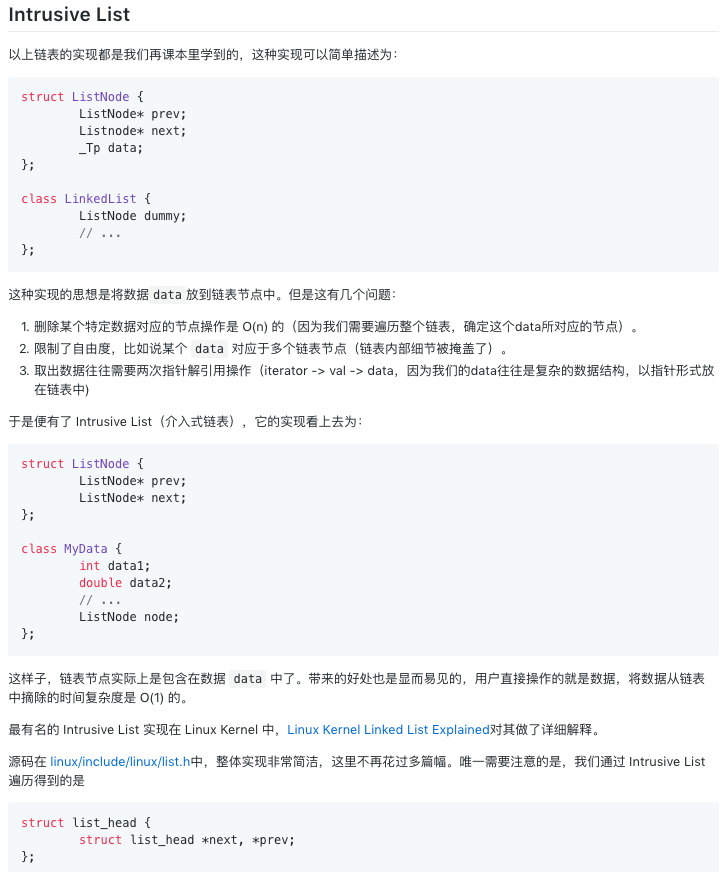 Intrusive List
以上链表的实现都是我们再课本里学到的，这种实现可以简单描述为：
struct ListNode {
        ListNode* prev;
        Listnode* next;
        _Tp data;
};
class LinkedList {
        ListNode dummy;
        // ...
};
这种实现的思想是将数据 data 放到链表节点中。但是这有几个问题：
1. 删除某个特定数据对应的节点操作是 O(n) 的（因为我们需要遍历整个链表，确定这个data所对应的节点）。
2. 限制了自由度，比如说某个 data 对应于多个链表节点（链表内部细节被掩盖了）。
3. 取出数据往往需要两次指针解引用操作（iterator -> val -> data，因为我们的data往往是复杂的数据结构，以指针形式放
在链表中)
于是便有了 Intrusive List（介入式链表），它的实现看上去为：
struct ListNode {
        ListNode* prev;
        ListNode* next;
};
class MyData {
        int data1;
        double data2;
        // ...
        ListNode node;
};
这样子，链表节点实际上是包含在数据 data 中了。带来的好处也是显而易见的，用户直接操作的就是数据，将数据从链表
中摘除的时间复杂度是 O(1) 的。
最有名的 Intrusive List 实现在 Linux Kernel 中，Linux Kernel Linked List Explained对其做了详细解释。
源码在 linux/include/linux/list.h中，整体实现非常简洁，这里不再花过多篇幅。唯一需要注意的是，我们通过 Intrusive List
遍历得到的是
struct list_head {
        struct list_head *next, *prev;
};